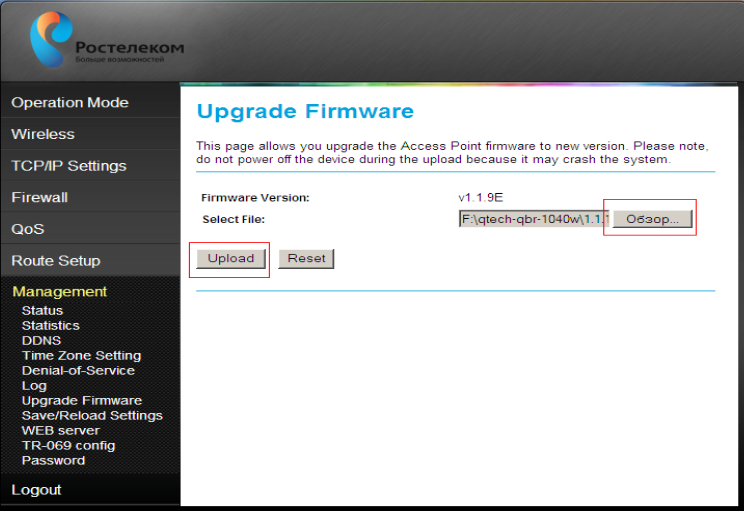 Ростелеком
Больше возможностей
Operation Mode
Wireless
TCP/IP Settings
Firewall
QoS
Route Setup
Management
Status
Statistics
DDNS
Time Zone Setting
Denial-of-Service
Log
Upgrade Firmware
Save/Reload Settings
WEB server
TR-069 config
Password
Logout
Upgrade Firmware
This page allows you upgrade the Access Point firmware to new version. Please note,
do not power off the device during the upload because it may crash the system.
Firmware Version: v1.1.9E
Select File: F:\qtech-qbr-1040w\1.1.1 Обзор...
Upload Reset